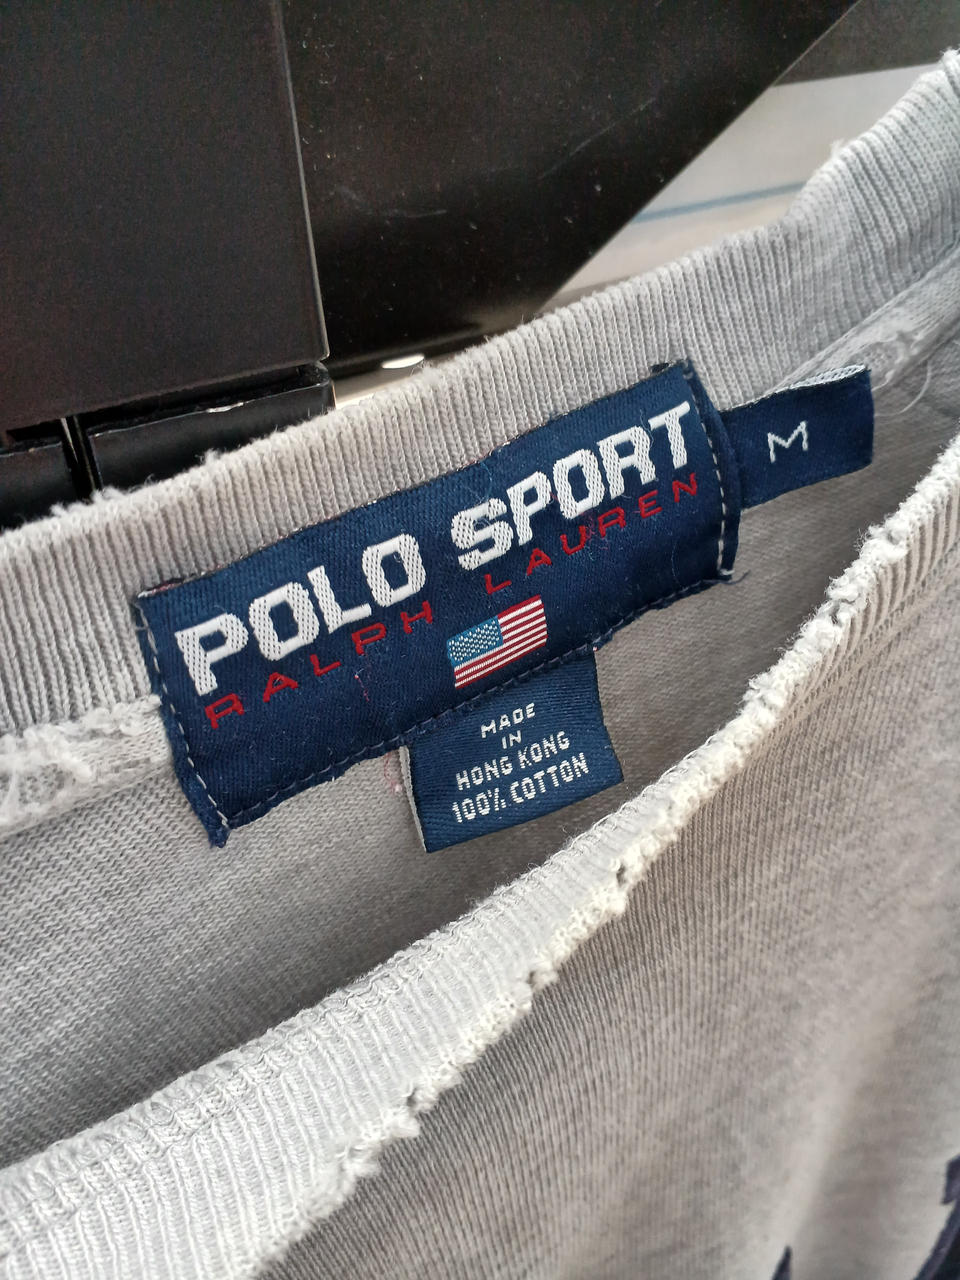 POLO SPORT
RALPH LAUREN
M
MADE
IN
HONG KONG
100% COTTON